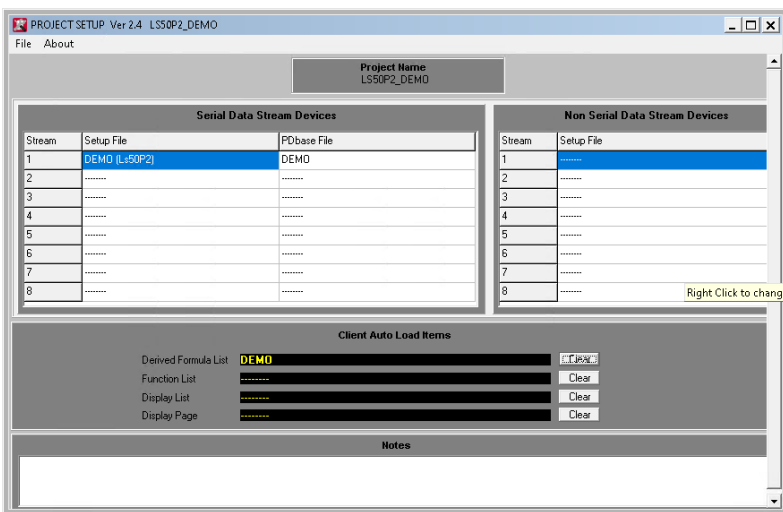 PROJECT SETUP Ver 2.4 LS50P2_DEMO
File About
Project Name
LS50P2_DEMO
Serial Data Stream Devices
Stream Setup File PDbase File
1 DEMO (Ls50P2) DEMO
2 -------- --------
3 -------- --------
4 -------- --------
5 -------- --------
6 -------- --------
7 -------- --------
8 -------- --------
Non Serial Data Stream Devices
Stream Setup File
1 --------
2 --------
3 --------
4 --------
5 --------
6 --------
7 --------
8 --------
Right Click to chang
Client Auto Load Items
Derived Formula List DEMO Clear
Function List -------- Clear
Display List -------- Clear
Display Page -------- Clear
Notes